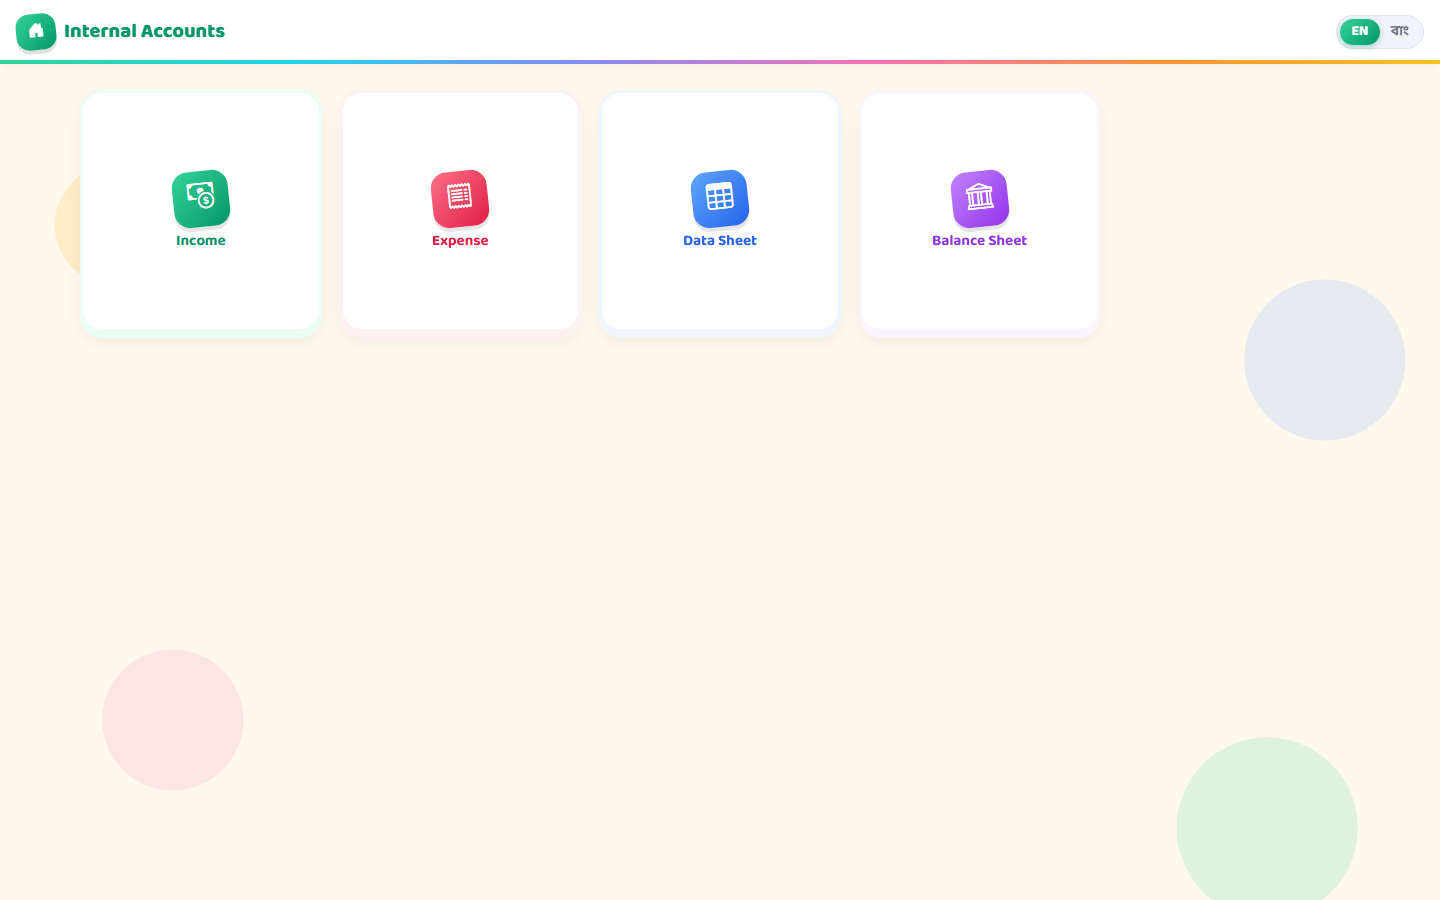 Internal Accounts
EN
বাং
Income
Expense
Data Sheet
Balance Sheet